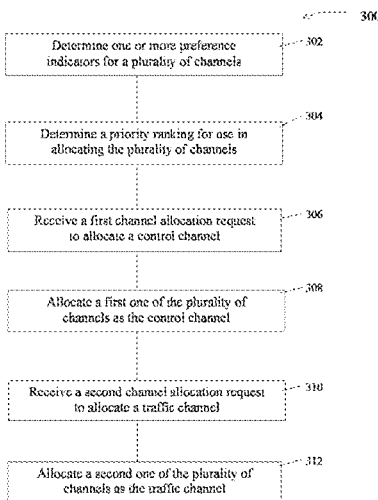 300
Determine one or more preference
indicators for a plurality of channels
302
Determine a priority ranking for use in
allocating the plurality of channels
304
Receive a first channel allocation request
to allocate a control channel
306
Allocate a first one of the plurality of
channels as the control channel
308
Receive a second channel allocation request
to allocate a traffic channel
310
Allocate a second one of the plurality of
channels as the traffic channel
312